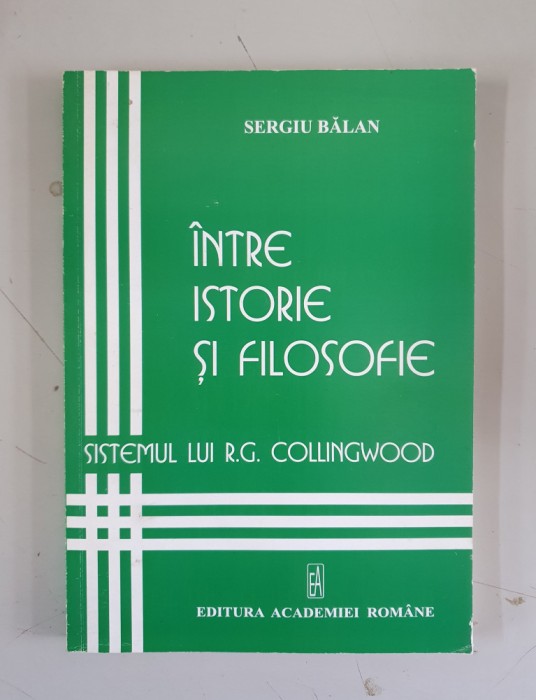 SERGIU BĂLAN
ÎNTRE
ISTORIE
ȘI FILOSOFIE
SISTEMUL LUI R.G. COLLINGWOOD
EA
EDITURA ACADEMIEI ROMÂNE